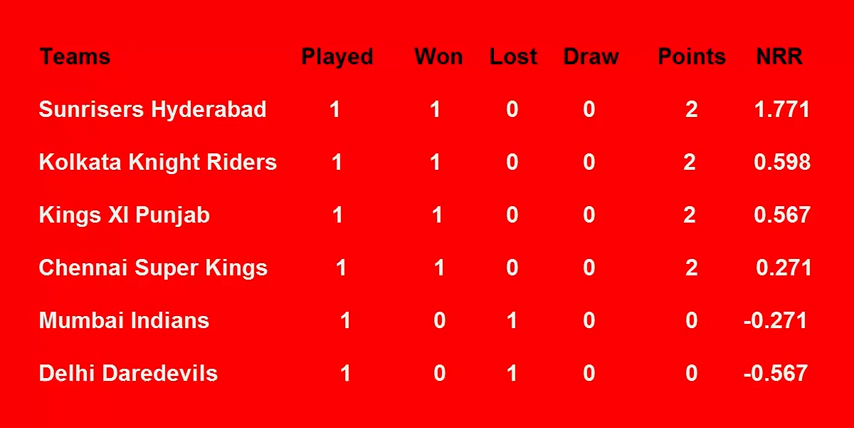 Teams Played Won Lost Draw Points NRR
Sunrisers Hyderabad 1 1 0 0 2 1.771
Kolkata Knight Riders 1 1 0 0 2 0.598
Kings XI Punjab 1 1 0 0 2 0.567
Chennai Super Kings 1 1 0 0 2 0.271
Mumbai Indians 1 0 1 0 0 -0.271
Delhi Daredevils 1 0 1 0 0 -0.567